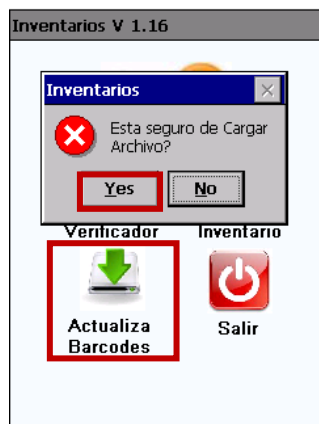 Inventarios V 1.16
Inventarios
Esta seguro de Cargar
Archivo?
Yes No
Verificador Inventario
Actualiza
Barcodes
Salir